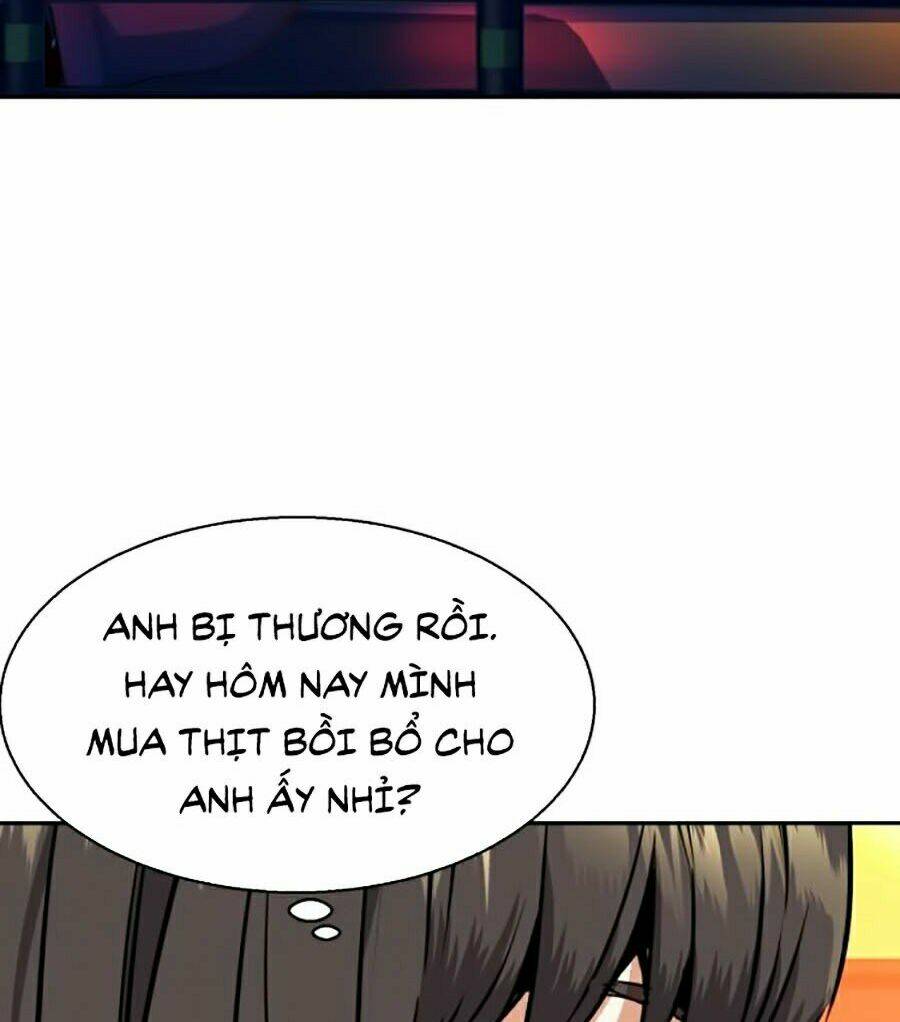 ANH BỊ THƯƠNG RỒI.
HAY HÔM NAY MÌNH
MUA THỊT BỒI BỔ CHO
ANH ẤY NHỈ?